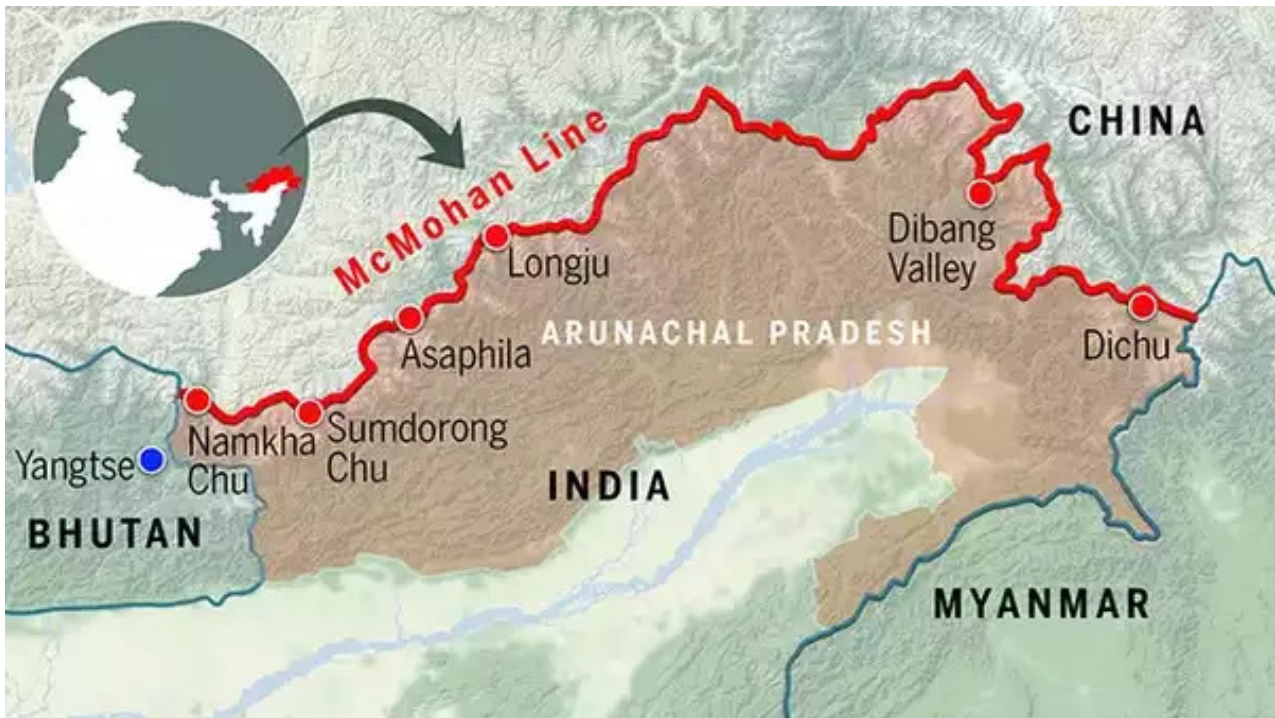 CHINA
McMohan Line
Dibang
Valley
Longju
ARUNACHAL PRADESH
Dichu
Asaphila
Namkha
Chu
Sumdorong
Chu
Yangtse
INDIA
BHUTAN
MYANMAR